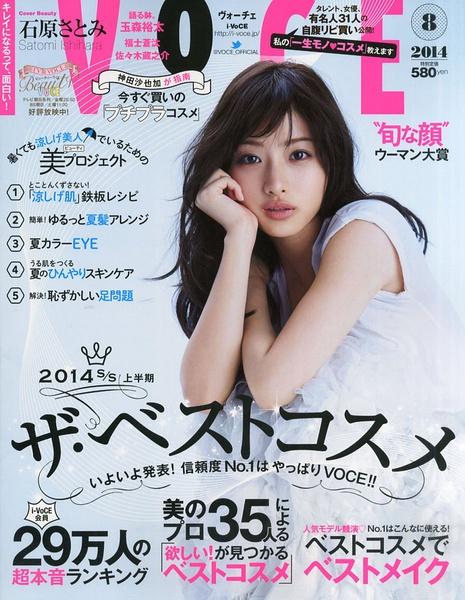 キレイになるって、面白い!
VOCE
Cover Beauty
石原さとみ
Satomi Ishihara
語る躰。
玉森裕太
福士蒼汰
佐々木蔵之介
ヴォーチェ
i-VoCE
http://i-voce.jp/
@VOCE_OFFICIAL
タレント、女優、
有名人31人の
自腹リピ買い公開!
私の「一生モノ♥コスメ」教えます
8
2014
特別定価
580yen
好評放映中!
神田沙也加が指南
今すぐ買いの
「プチプラコスメ」
"旬な顔"
ウーマン大賞
暑くても涼しげ美人でいるための
美プロジェクト
ビューティ
1 とことんくずさない!
「涼しげ肌」鉄板レシピ
2 簡単!ゆるっと夏髪アレンジ
3 夏カラーEYE
4 うる肌をつくる
夏のひんやりスキンケア
5 解決!恥ずかしい足問題
2014 S/S 上半期
ザ・ベストコスメ
いよいよ発表!信頼度No.1は やっぱりVOCE!!
i-VoCE
会員
29万人の
超本音ランキング
美の
プロ35人による
「欲しい!」が見つかる
「ベストコスメ」
人気モデル競演♡No.1はこんなに使える!
ベストコスメで
ベストメイク